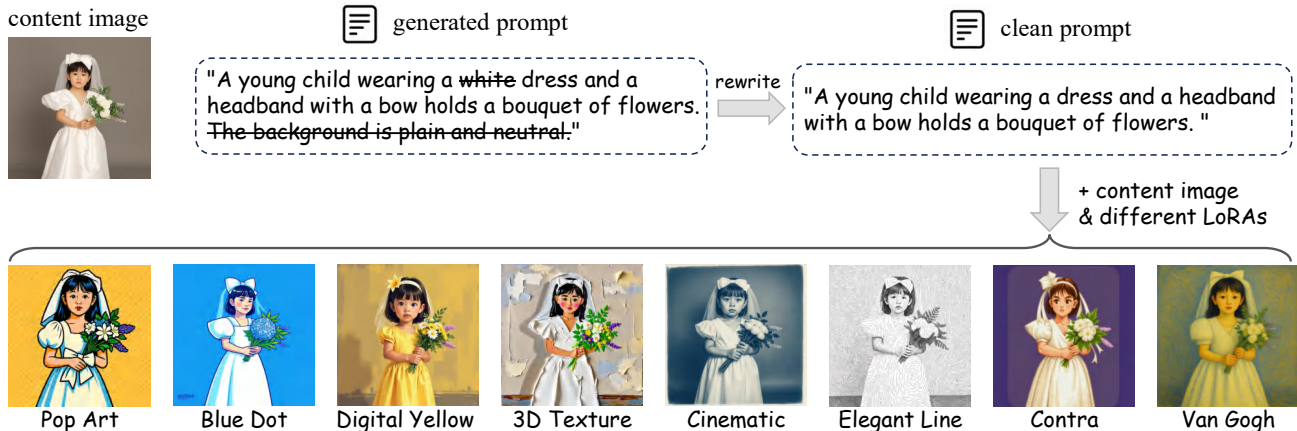 content image
generated prompt
clean prompt
"A young child wearing a white dress and a
headband with a bow holds a bouquet of flowers.
The background is plain and neutral."
rewrite
"A young child wearing a dress and a headband
with a bow holds a bouquet of flowers. "
+ content image
& different LoRAs
Pop Art
Blue Dot
Digital Yellow
3D Texture
Cinematic
Elegant Line
Contra
Van Gogh